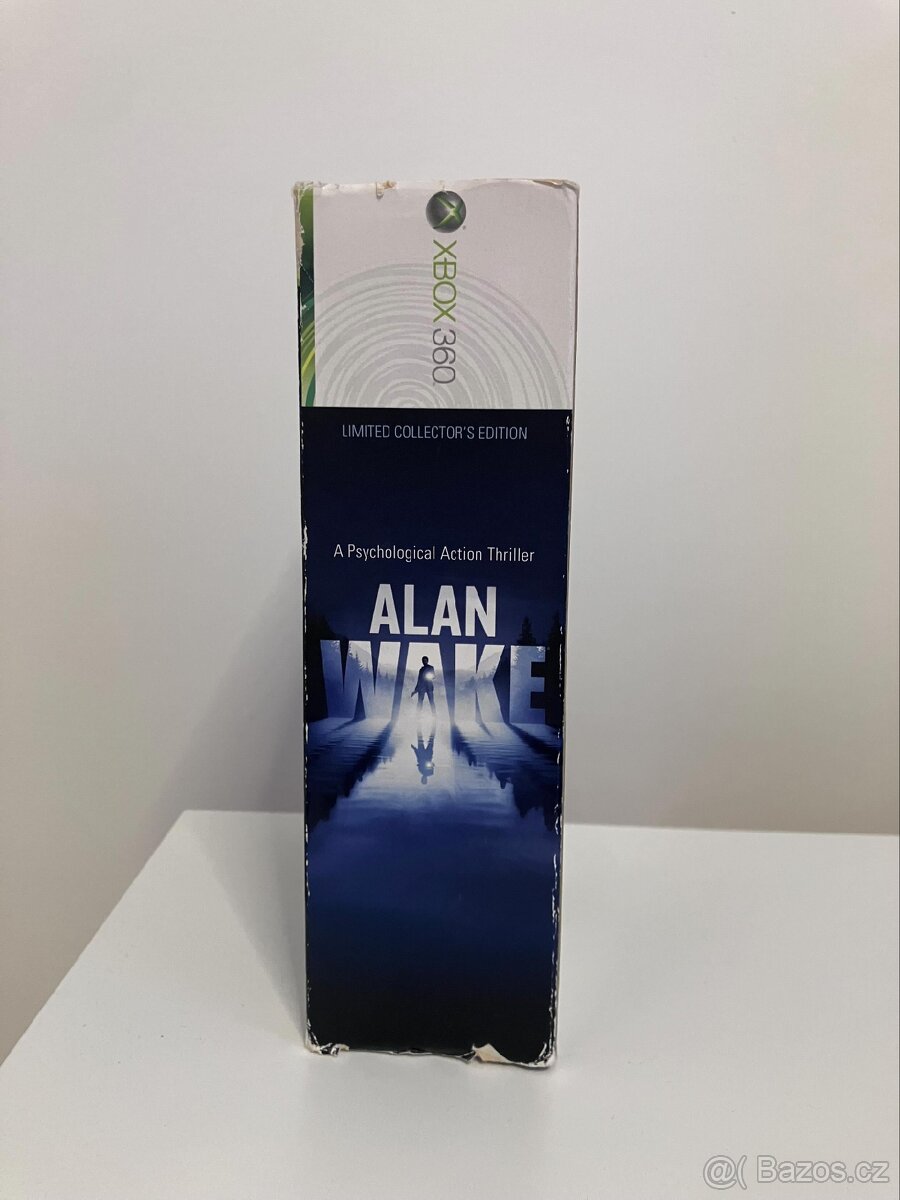 XBOX 360
LIMITED COLLECTOR'S EDITION
A Psychological Action Thriller
ALAN
WAKE
@( Bazos.cz